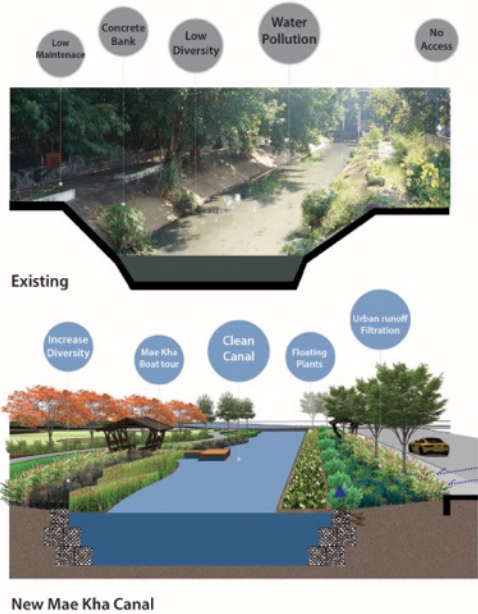 Low
Maintenace
Concrete
Bank
Low
Diversity
Water
Pollution
No
Access
Existing
Increase
Diversity
Mae Kha
Boat tour
Clean
Canal
Floating
Plants
Urban runoff
Filtration
New Mae Kha Canal